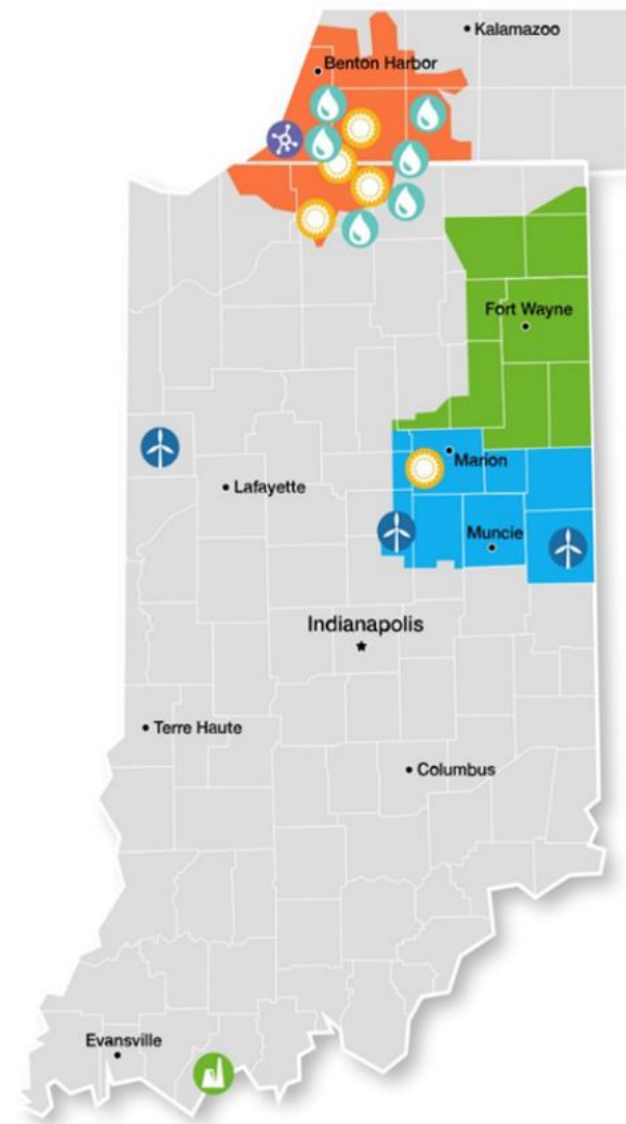 Kalamazoo
Benton Harbor
Fort Wayne
Marion
Lafayette
Muncie
Indianapolis
Terre Haute
Columbus
Evansville